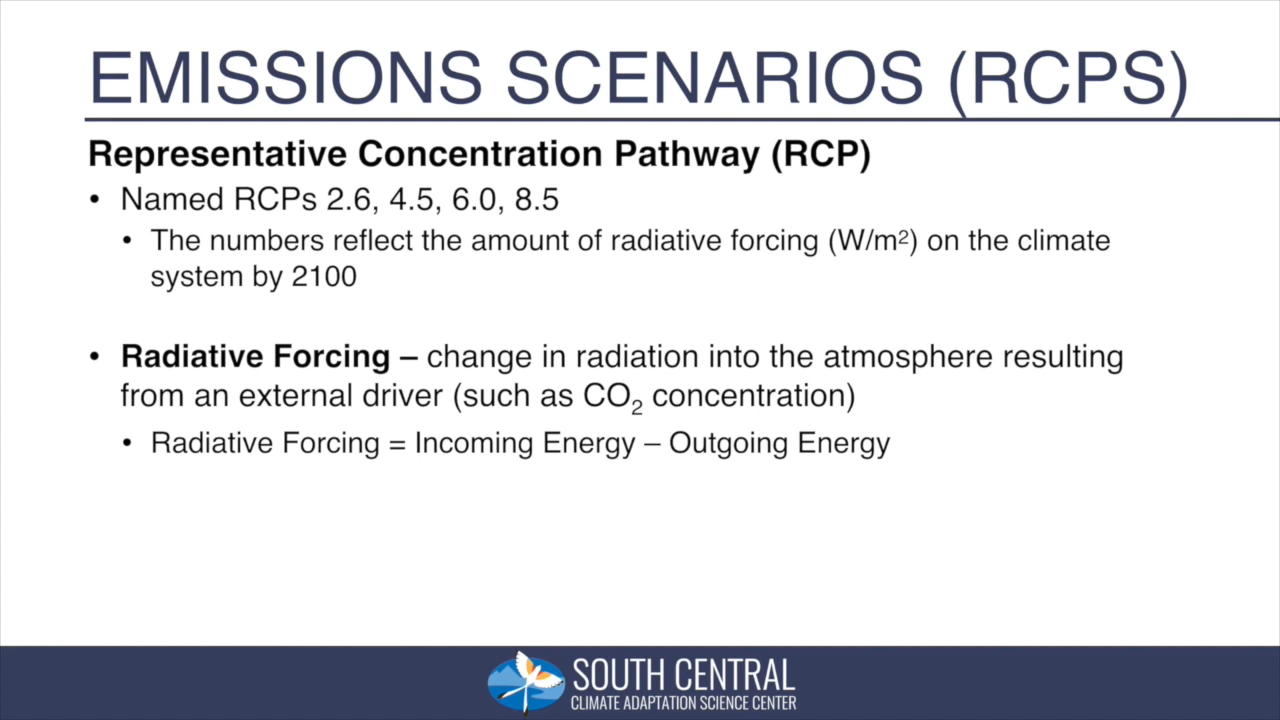 EMISSIONS SCENARIOS (RCPS)
Representative Concentration Pathway (RCP)
• Named RCPs 2.6, 4.5, 6.0, 8.5
• The numbers reflect the amount of radiative forcing (W/m²) on the climate
system by 2100
• Radiative Forcing – change in radiation into the atmosphere resulting
from an external driver (such as CO₂ concentration)
• Radiative Forcing = Incoming Energy – Outgoing Energy
SOUTH CENTRAL
CLIMATE ADAPTATION SCIENCE CENTER